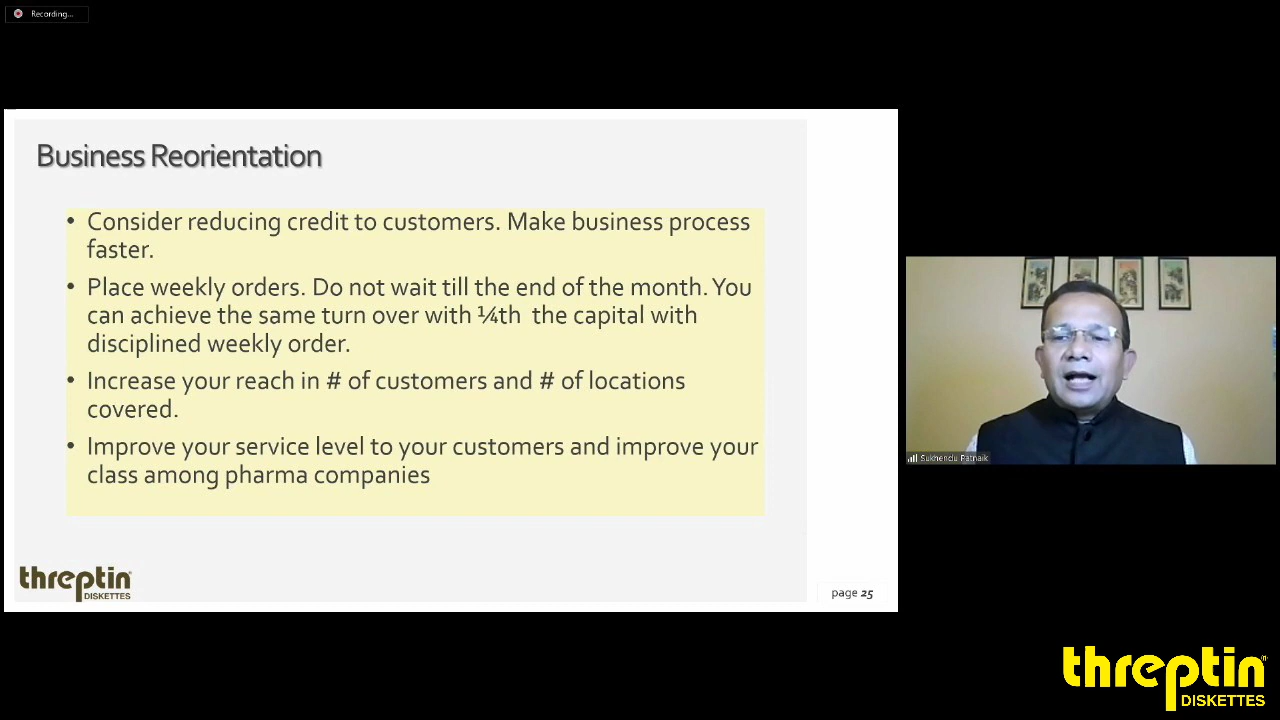 Recording...
Business Reorientation
• Consider reducing credit to customers. Make business process
faster.
• Place weekly orders. Do not wait till the end of the month. You
can achieve the same turn over with ¼th the capital with
disciplined weekly order.
• Increase your reach in # of customers and # of locations
covered.
• Improve your service level to your customers and improve your
class among pharma companies
threptin
DISKETTES
page 25
Sukhendu Patnaik
threptin
DISKETTES